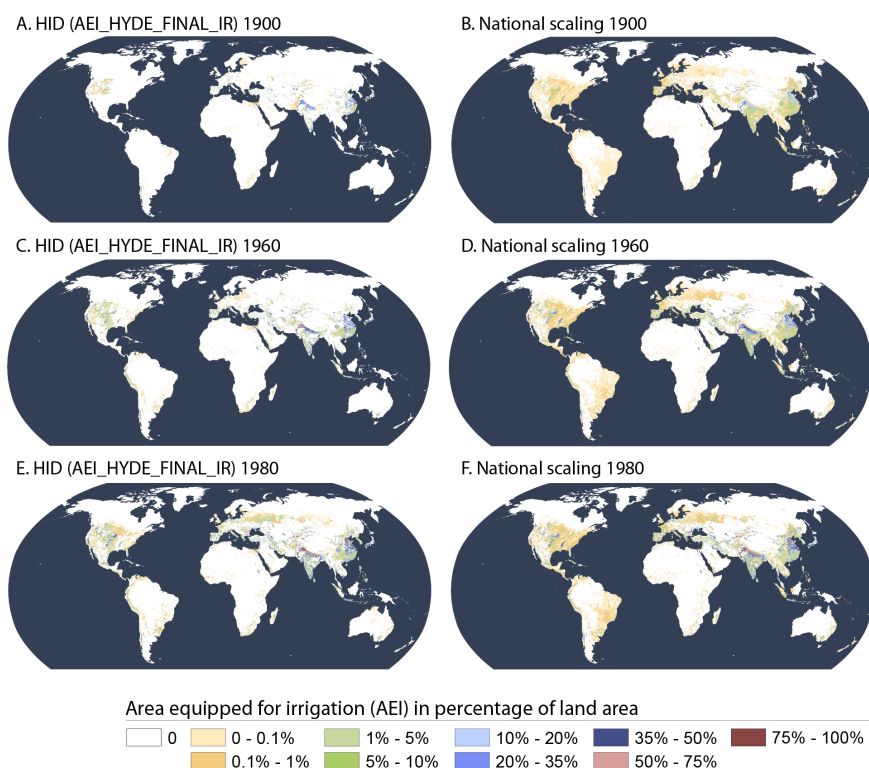 A. HID (AEI_HYDE_FINAL_IR) 1900
B. National scaling 1900
C. HID (AEI_HYDE_FINAL_IR) 1960
D. National scaling 1960
E. HID (AEI_HYDE_FINAL_IR) 1980
F. National scaling 1980
Area equipped for irrigation (AEI) in percentage of land area
0 0 - 0.1% 1% - 5% 10% - 20% 35% - 50% 75% - 100%
0.1% - 1% 5% - 10% 20% - 35% 50% - 75%